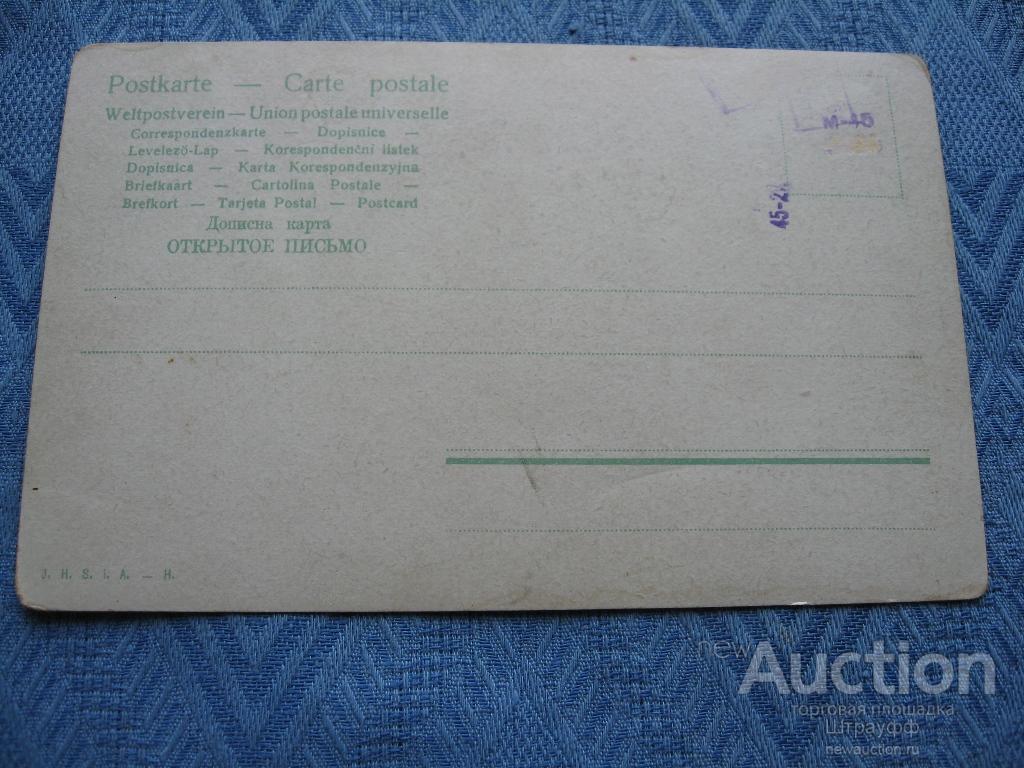 Postkarte — Carte postale
Weltpostverein — Union postale universelle
Correspondenzkarte — Dopisnice —
Levelező-Lap — Korespondenční lístek
Dopisnica — Karta Korespondenzyjna
Briefkaart — Cartolina Postale —
Brefkort — Tarjeta Postal — Postcard
Дописна карта
ОТКРЫТОЕ ПИСЬМО
M-45
45-2
J. H. S. i. A. — H.
newAuction
торговая площадка
Штрауфф
newauction.ru